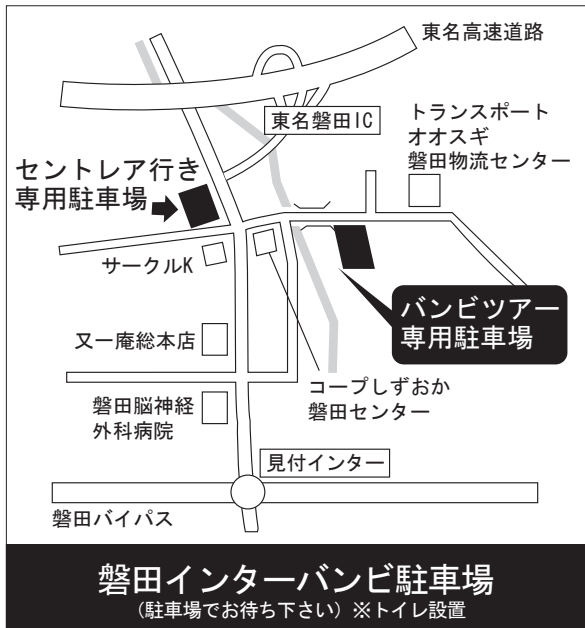 東名高速道路
東名磐田IC
トランスポート
オオスギ
磐田物流センター
セントレア行き
専用駐車場
サークルK
バンビツアー
専用駐車場
又一庵総本店
コープしずおか
磐田センター
磐田脳神経
外科病院
見付インター
磐田バイパス
磐田インターバンビ駐車場
(駐車場でお待ち下さい)※トイレ設置